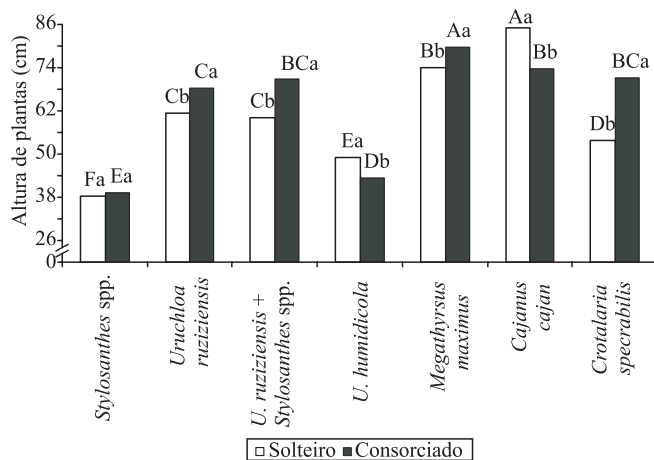 Altura de plantas (cm)
86
74
62
50
38
26
0
Fa
Ea
Cb
Ca
Cb
BCa
Ea
Db
Bb
Aa
Aa
Bb
Db
BCa
Stylosanthes spp.
Uruchloa
ruziziensis
U. ruziziensis +
Stylosanthes spp.
U. humidicola
Megathyrsus
maximus
Cajanus
cajan
Crotalaria
specrabilis
Solteiro Consorciado